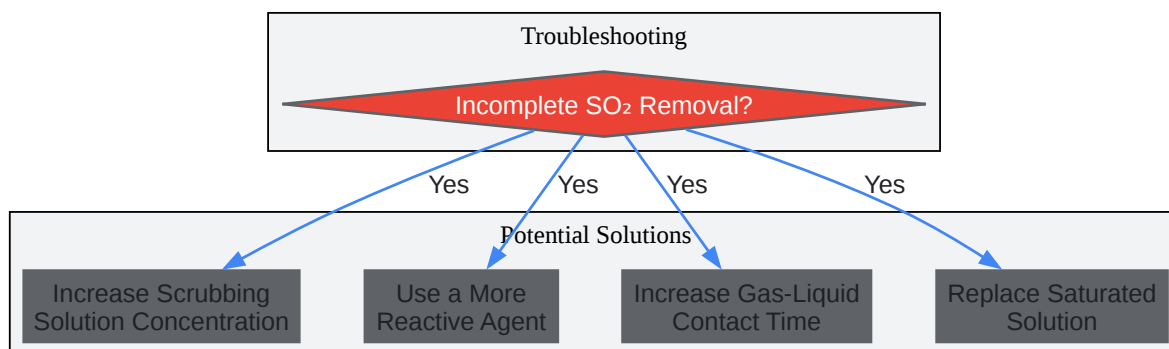 Troubleshooting
Incomplete SO₂ Removal?
Yes
Yes
Yes
Yes
Potential Solutions
Increase Scrubbing
Solution Concentration
Use a More
Reactive Agent
Increase Gas-Liquid
Contact Time
Replace Saturated
Solution